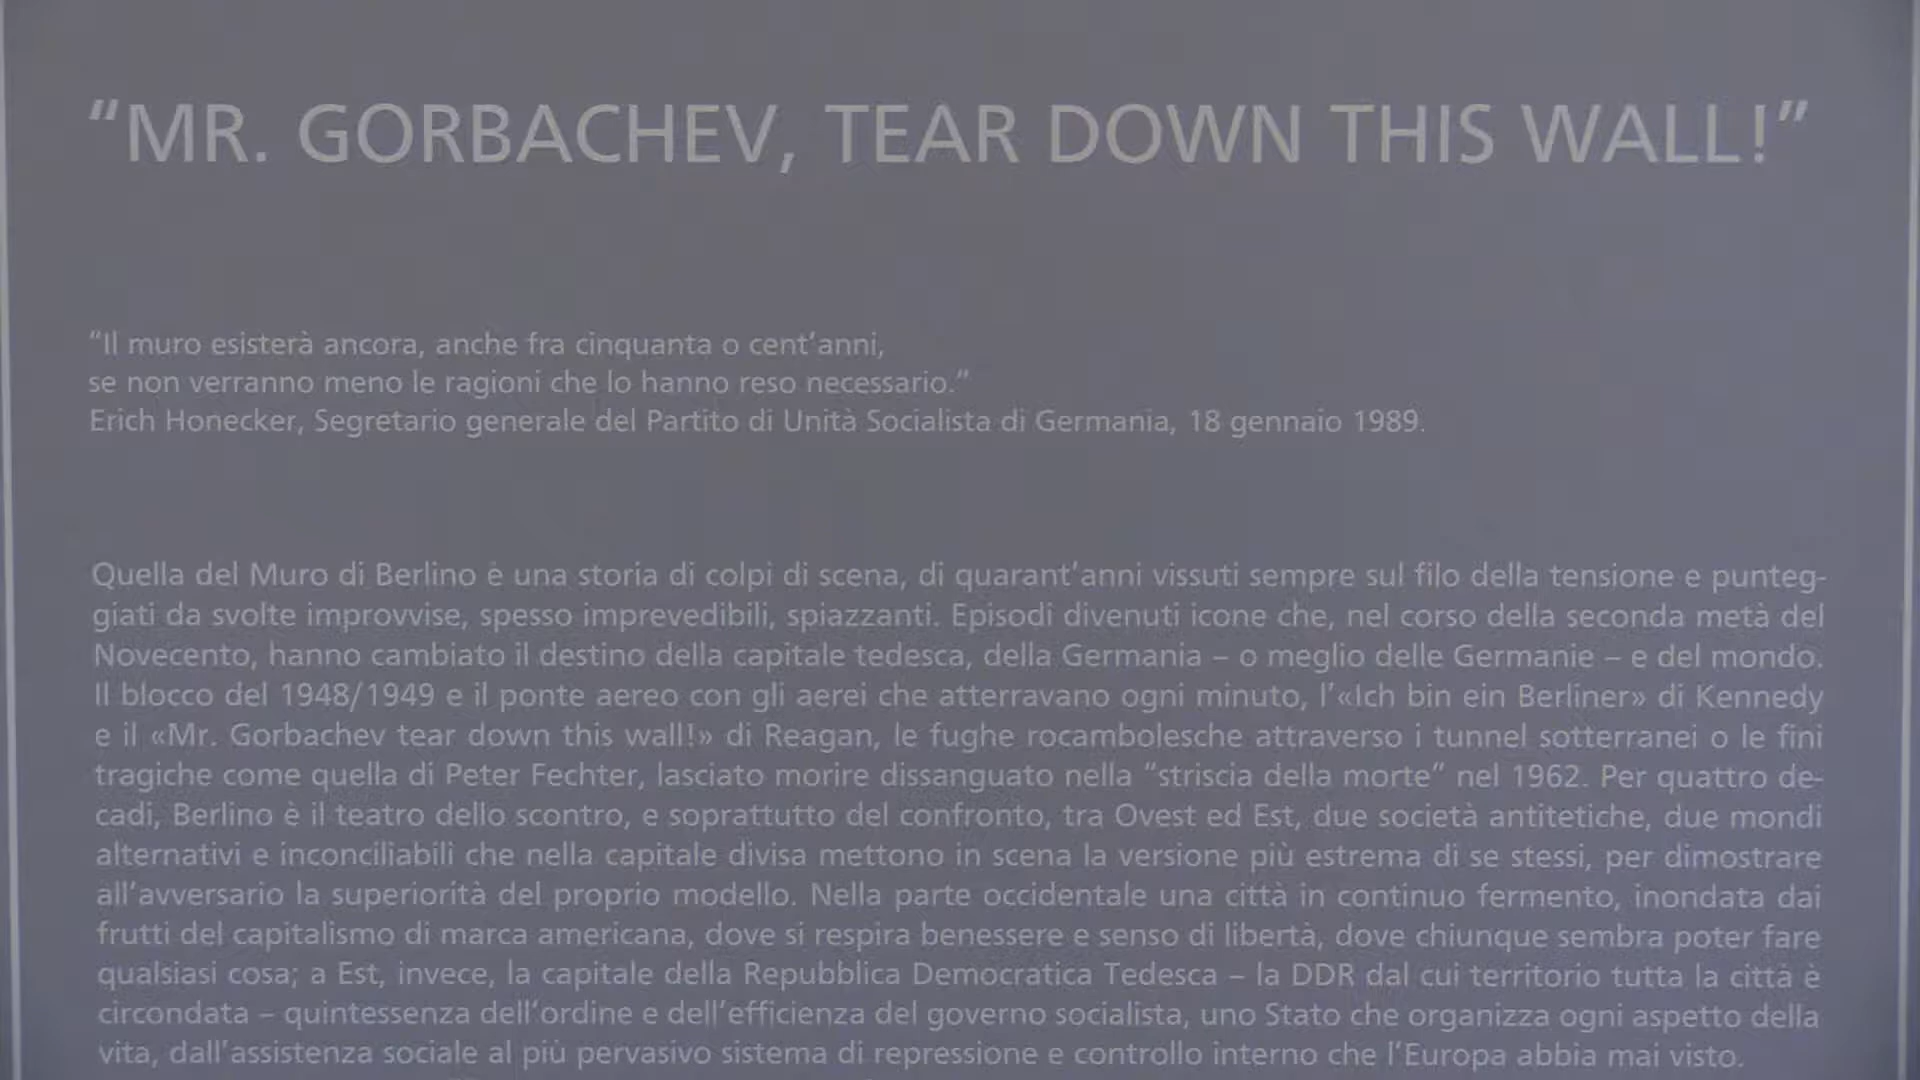 “MR. GORBACHEV, TEAR DOWN THIS WALL!”
“Il muro esisterà ancora, anche fra cinquanta o cent’anni,
se non verranno meno le ragioni che lo hanno reso necessario.”
Erich Honecker, Segretario generale del Partito di Unità Socialista di Germania, 18 gennaio 1989.
Quella del Muro di Berlino è una storia di colpi di scena, di quarant’anni vissuti sempre sul filo della tensione e punteg-
giati da svolte improvvise, spesso imprevedibili, spiazzanti. Episodi divenuti icone che, nel corso della seconda metà del
Novecento, hanno cambiato il destino della capitale tedesca, della Germania – o meglio delle Germanie – e del mondo.
Il blocco del 1948/1949 e il ponte aereo con gli aerei che atterravano ogni minuto, l’«Ich bin ein Berliner» di Kennedy
e il «Mr. Gorbachev tear down this wall!» di Reagan, le fughe rocambolesche attraverso i tunnel sotterranei o le fini
tragiche come quella di Peter Fechter, lasciato morire dissanguato nella “striscia della morte” nel 1962. Per quattro de-
cadi, Berlino è il teatro dello scontro, e soprattutto del confronto, tra Ovest ed Est, due società antitetiche, due mondi
alternativi e inconciliabili che nella capitale divisa mettono in scena la versione più estrema di se stessi, per dimostrare
all’avversario la superiorità del proprio modello. Nella parte occidentale una città in continuo fermento, inondata dai
frutti del capitalismo di marca americana, dove si respira benessere e senso di libertà, dove chiunque sembra poter fare
qualsiasi cosa; a Est, invece, la capitale della Repubblica Democratica Tedesca – la DDR dal cui territorio tutta la città è
circondata – quintessenza dell’ordine e dell’efficienza del governo socialista, uno Stato che organizza ogni aspetto della
vita, dall’assistenza sociale al più pervasivo sistema di repressione e controllo interno che l’Europa abbia mai visto.